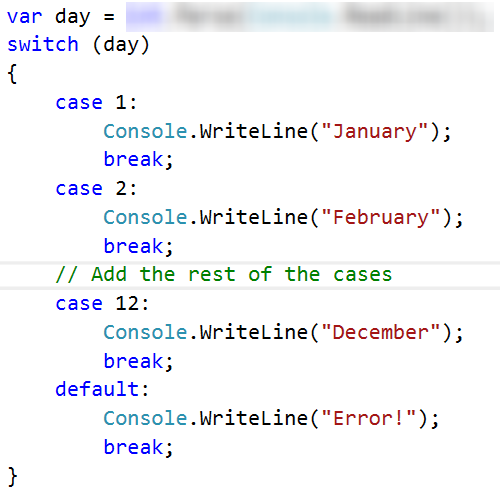 var day =
switch (day)
{
    case 1:
        Console.WriteLine("January");
        break;
    case 2:
        Console.WriteLine("February");
        break;
    // Add the rest of the cases
    case 12:
        Console.WriteLine("December");
        break;
    default:
        Console.WriteLine("Error!");
        break;
}